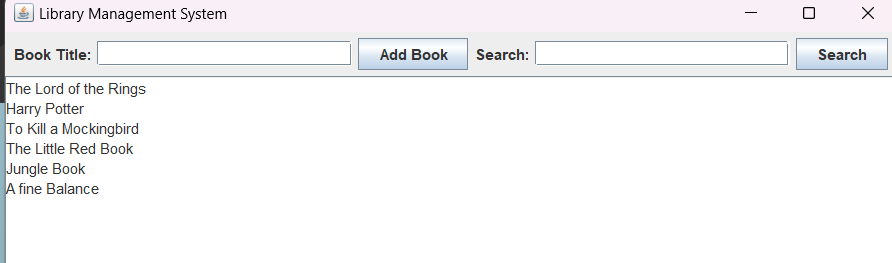 Library Management System
Book Title: Add Book Search: Search
The Lord of the Rings
Harry Potter
To Kill a Mockingbird
The Little Red Book
Jungle Book
A fine Balance